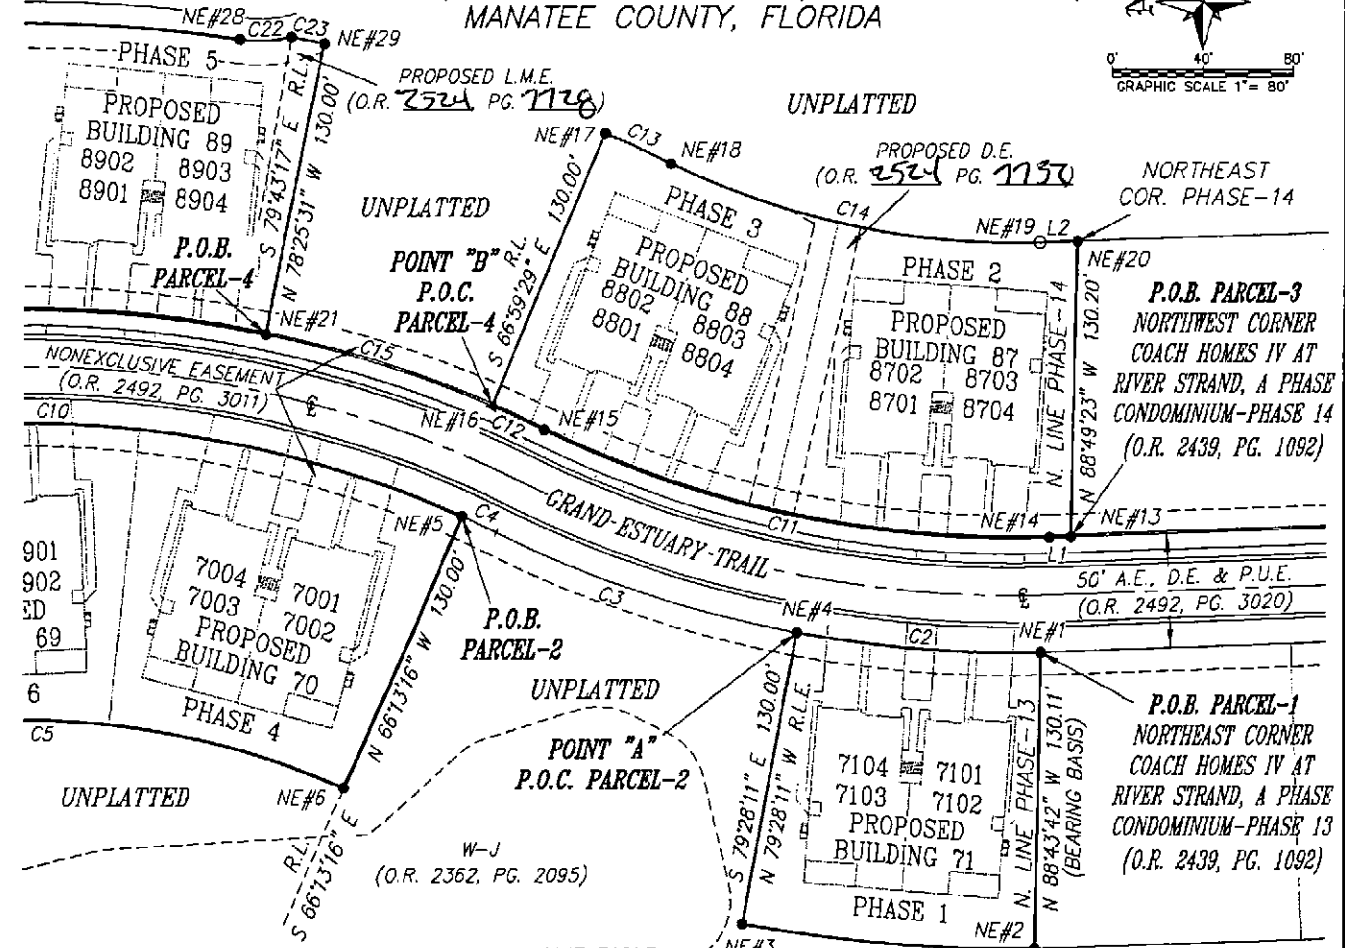 MANATEE COUNTY, FLORIDA
0' 40' 80'
GRAPHIC SCALE 1"= 80'
NE#28
C22
C23
NE#29
PHASE 5
R.L.
PROPOSED L.M.E.
(O.R. 2524 PG. 7728)
UNPLATTED
PROPOSED
BUILDING 89
8902 8903
8901 8904
S 79°43'17" E
N 78°25'31" W 130.00'
P.O.B.
PARCEL-4
UNPLATTED
NE#17
C13
NE#18
PROPOSED D.E.
(O.R. 2524 PG. 7730)
NORTHEAST
COR. PHASE-14
C14
NE#19
L2
NE#20
POINT "B"
P.O.C.
PARCEL-4
R.L.
S 66°59'29" E 130.00'
PHASE 3
PROPOSED
BUILDING 88
8802 8803
8801 8804
PHASE 2
PROPOSED
BUILDING 87
8702 8703
8701 8704
N. LINE PHASE-14
N 88°49'23" W 130.20'
P.O.B. PARCEL-3
NORTHWEST CORNER
COACH HOMES IV AT
RIVER STRAND, A PHASE
CONDOMINIUM-PHASE 14
(O.R. 2439, PG. 1092)
NE#21
C15
NONEXCLUSIVE EASEMENT
(O.R. 2492, PG. 3011)
C10
NE#16
C12
NE#15
GRAND ESTUARY TRAIL
C11
NE#14
NE#13
L1
50' A.E., D.E. & P.U.E.
(O.R. 2492, PG. 3020)
NE#5
C4
C3
NE#4
C2
NE#1
901
902
ED
69
6
7004 7001
7003 7002
PROPOSED
BUILDING 70
PHASE 4
N 66°13'16" W 130.00'
P.O.B.
PARCEL-2
UNPLATTED
POINT "A"
P.O.C. PARCEL-2
C5
UNPLATTED
NE#6
R.L.
S 66°13'16" E
W-J
(O.R. 2362, PG. 2095)
S 79°28'11" E 130.00'
N 79°28'11" W R.L.E.
7104 7101
7103 7102
PROPOSED
BUILDING 71
PHASE 1
N. LINE PHASE-13
N 88°43'42" W 130.11'
(BEARING BASIS)
P.O.B. PARCEL-1
NORTHEAST CORNER
COACH HOMES IV AT
RIVER STRAND, A PHASE
CONDOMINIUM-PHASE 13
(O.R. 2439, PG. 1092)
NE#2
NE#3